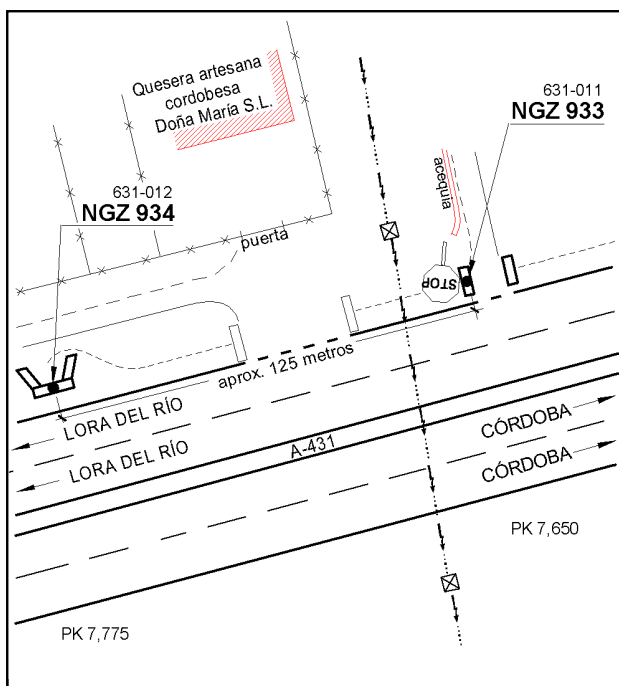 Quesera artesana
cordobesa
Doña María S.L.
631-011
NGZ 933
631-012
NGZ 934
acequia
puerta
STOP
aprox. 125 metros
LORA DEL RÍO
LORA DEL RÍO
A-431
CÓRDOBA
CÓRDOBA
PK 7,650
PK 7,775